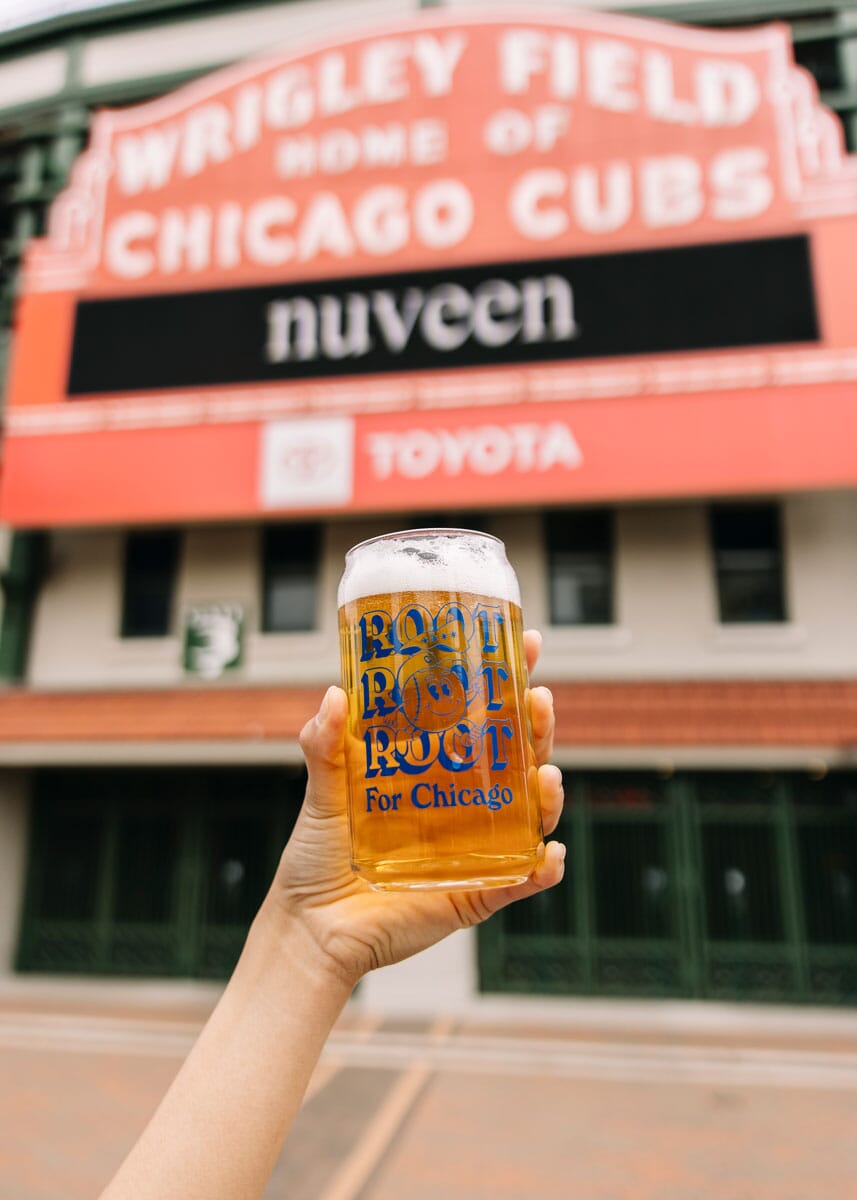 WRIGLEY FIELD
HOME OF
CHICAGO CUBS
nuveen
TOYOTA
ROOT
ROOT
ROOT
For Chicago